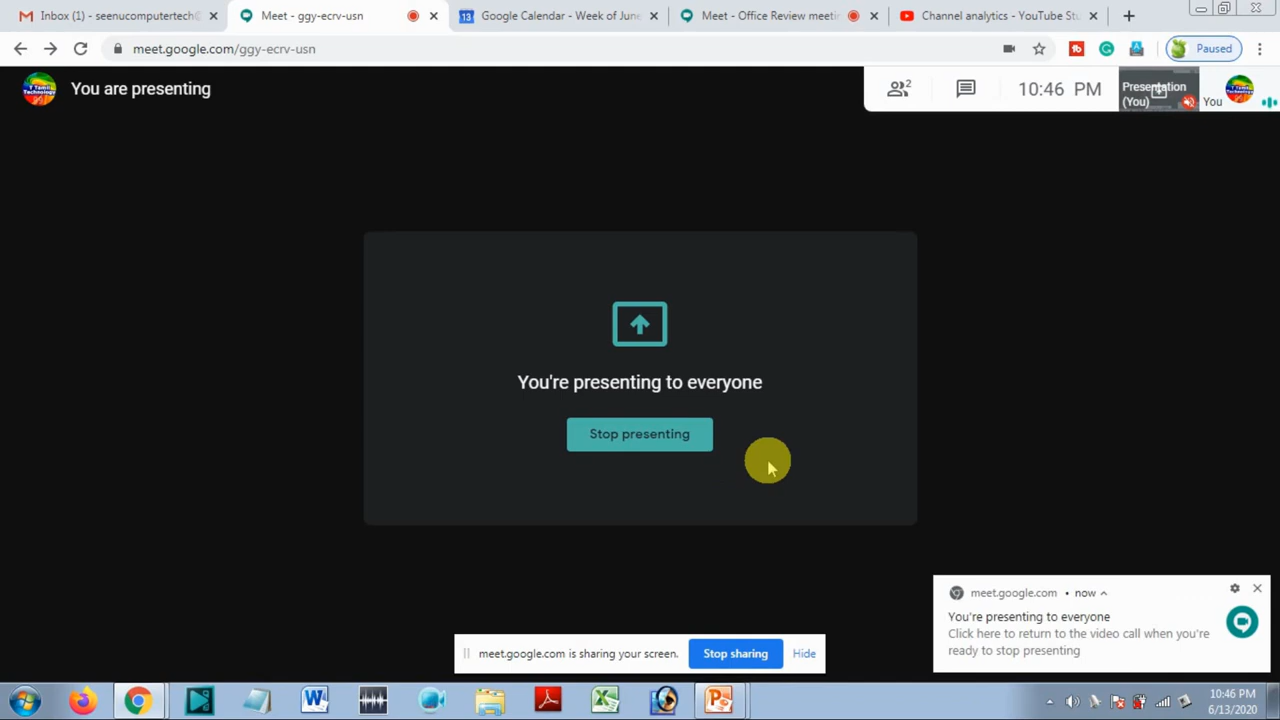 Inbox (1) - seenucomputertech@
Meet - ggy-ecrv-usn
Google Calendar - Week of June
Meet - Office Review meeti
Channel analytics - YouTube Stu
meet.google.com/ggy-ecrv-usn
Paused
You are presenting
2
10:46 PM
Presentation
(You)
You
You're presenting to everyone
Stop presenting
meet.google.com • now
You're presenting to everyone
Click here to return to the video call when you're
ready to stop presenting
meet.google.com is sharing your screen.
Stop sharing
Hide
10:46 PM
6/13/2020